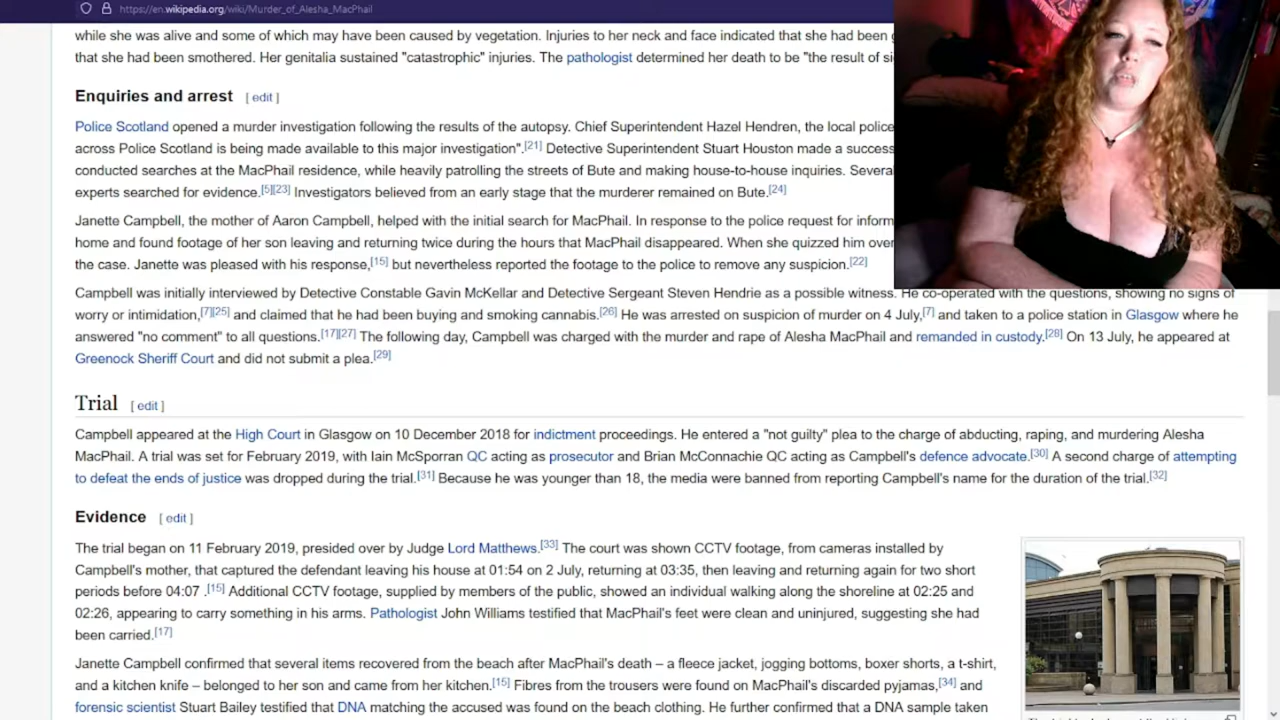 https://en.wikipedia.org/wiki/Murder_of_Alesha_MacPhail
while she was alive and some of which may have been caused by vegetation. Injuries to her neck and face indicated that she had been
that she had been smothered. Her genitalia sustained "catastrophic" injuries. The pathologist determined her death to be "the result of
Enquiries and arrest [ edit ]
Police Scotland opened a murder investigation following the results of the autopsy. Chief Superintendent Hazel Hendren, the local police
across Police Scotland is being made available to this major investigation".[21] Detective Superintendent Stuart Houston made a
conducted searches at the MacPhail residence, while heavily patrolling the streets of Bute and making house-to-house inquiries.
experts searched for evidence.[5][23] Investigators believed from an early stage that the murderer remained on Bute.[24]
Janette Campbell, the mother of Aaron Campbell, helped with the initial search for MacPhail. In response to the police request for
home and found footage of her son leaving and returning twice during the hours that MacPhail disappeared. When she quizzed him over
the case. Janette was pleased with his response,[15] but nevertheless reported the footage to the police to remove any suspicion.[22]
Campbell was initially interviewed by Detective Constable Gavin McKellar and Detective Sergeant Steven Hendrie as a possible witness. He co-operated with the questions, showing no signs of
worry or intimidation,[7][25] and claimed that he had been buying and smoking cannabis.[26] He was arrested on suspicion of murder on 4 July,[7] and taken to a police station in Glasgow where he
answered "no comment" to all questions.[17][27] The following day, Campbell was charged with the murder and rape of Alesha MacPhail and remanded in custody.[28] On 13 July, he appeared at
Greenock Sheriff Court and did not submit a plea.[29]
Trial [ edit ]
Campbell appeared at the High Court in Glasgow on 10 December 2018 for indictment proceedings. He entered a "not guilty" plea to the charge of abducting, raping, and murdering Alesha
MacPhail. A trial was set for February 2019, with Iain McSporran QC acting as prosecutor and Brian McConnachie QC acting as Campbell's defence advocate.[30] A second charge of attempting
to defeat the ends of justice was dropped during the trial.[31] Because he was younger than 18, the media were banned from reporting Campbell's name for the duration of the trial.[32]
Evidence [ edit ]
The trial began on 11 February 2019, presided over by Judge Lord Matthews.[33] The court was shown CCTV footage, from cameras installed by
Campbell's mother, that captured the defendant leaving his house at 01:54 on 2 July, returning at 03:35, then leaving and returning again for two short
periods before 04:07 .[15] Additional CCTV footage, supplied by members of the public, showed an individual walking along the shoreline at 02:25 and
02:26, appearing to carry something in his arms. Pathologist John Williams testified that MacPhail's feet were clean and uninjured, suggesting she had
been carried.[17]
Janette Campbell confirmed that several items recovered from the beach after MacPhail's death – a fleece jacket, jogging bottoms, boxer shorts, a t-shirt,
and a kitchen knife – belonged to her son and came from her kitchen.[15] Fibres from the trousers were found on MacPhail's discarded pyjamas,[34] and
forensic scientist Stuart Bailey testified that DNA matching the accused was found on the beach clothing. He further confirmed that a DNA sample taken